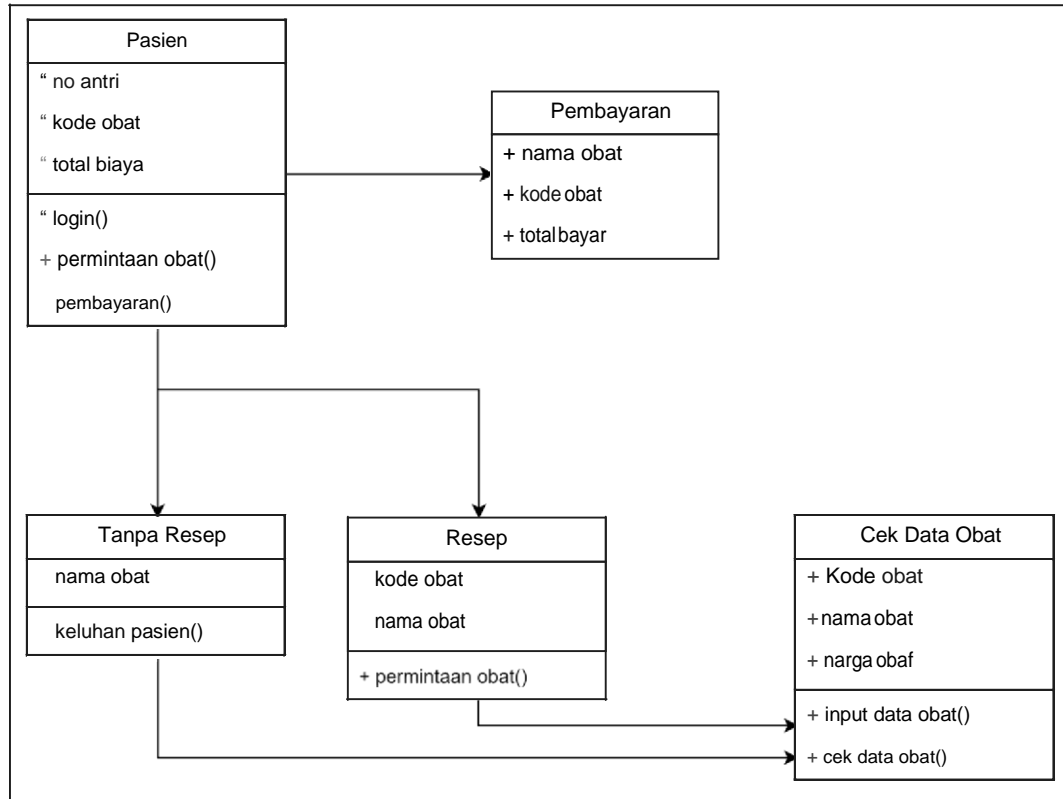 Pasien
“ no antri
“ kode obat
“ total biaya
“ login()
+ permintaan obat()
pembayaran()
Pembayaran
+ nama obat
+ kode obat
+ total bayar
Tanpa Resep
nama obat
keluhan pasien()
Resep
kode obat
nama obat
+ permintaan obat()
Cek Data Obat
+ Kode obat
+ nama obat
+ narga obaf
+ input data obat()
+ cek data obat()